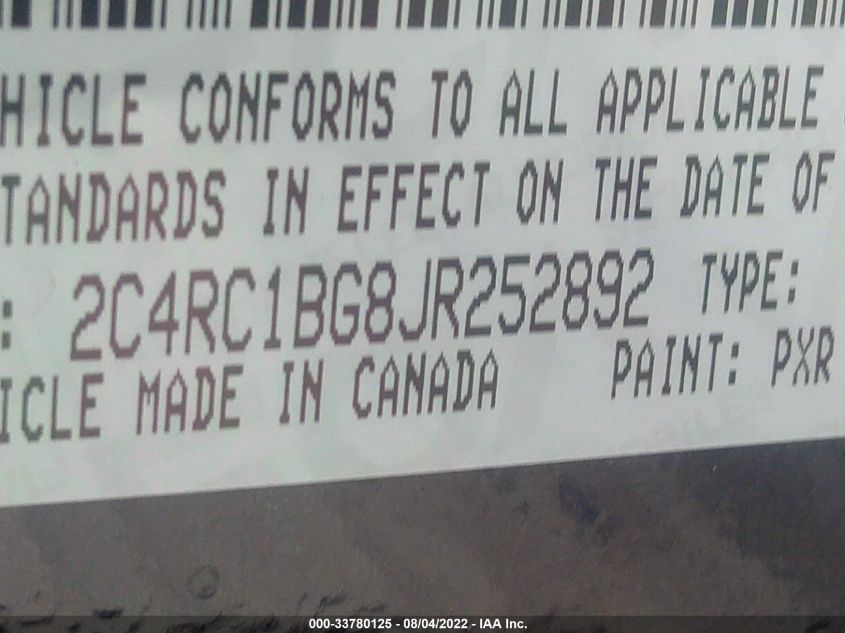 HICLE CONFORMS TO ALL APPLICABLE
TANDARDS IN EFFECT ON THE DATE OF
: 2C4RC1BG8JR252892 TYPE:
ICLE MADE IN CANADA PAINT: PXR
000-33780125 - 08/04/2022 - IAA Inc.